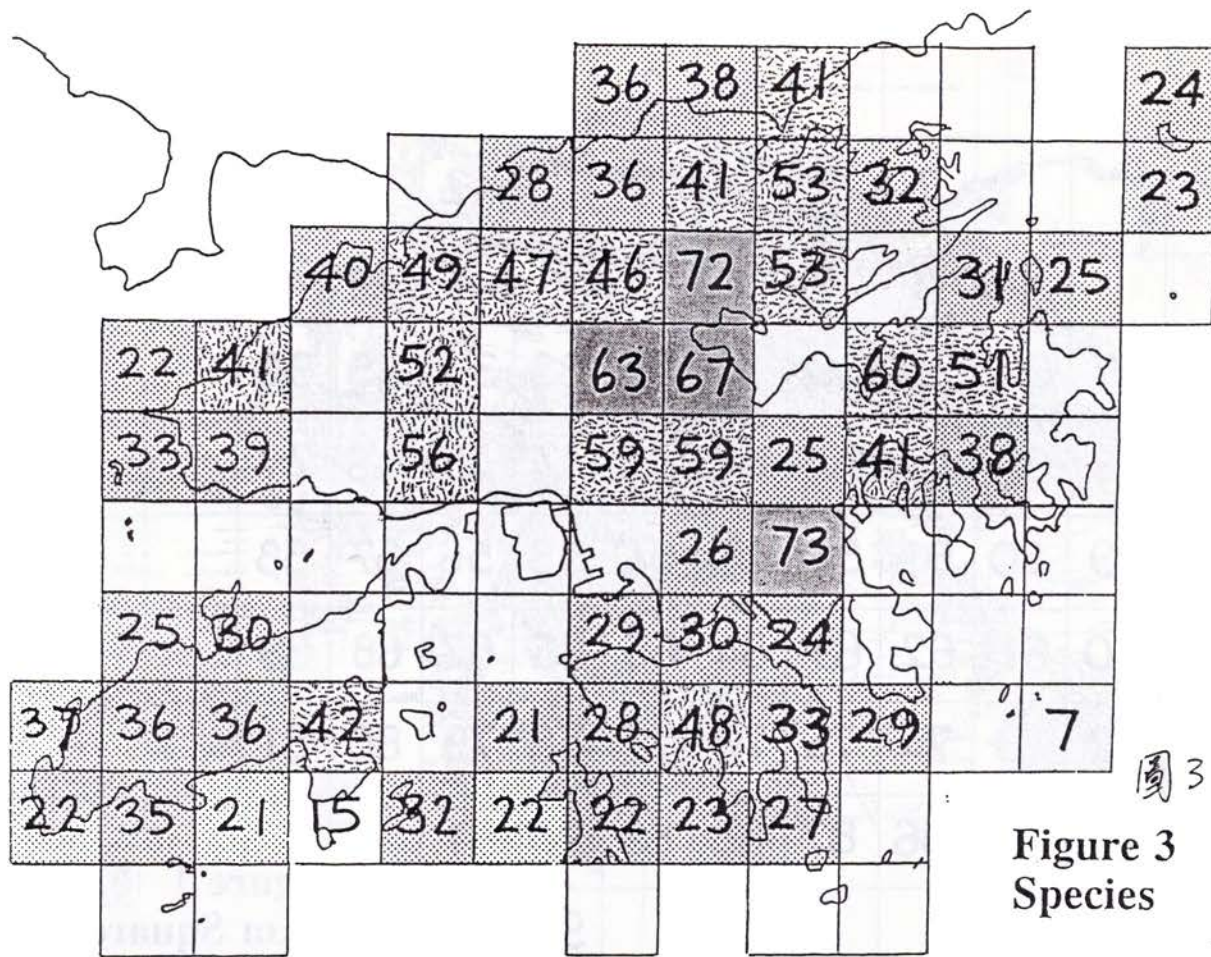 36 38 41 24
28 36 41 53 32 23
40 49 47 46 72 53 31 25
22 41 52 63 67 60 51
33 39 56 59 59 25 41 38
26 73
25 30 29 30 24
37 36 36 42 21 28 48 33 29 7
22 35 21 15 32 22 22 23 27
圖3
Figure 3
Species